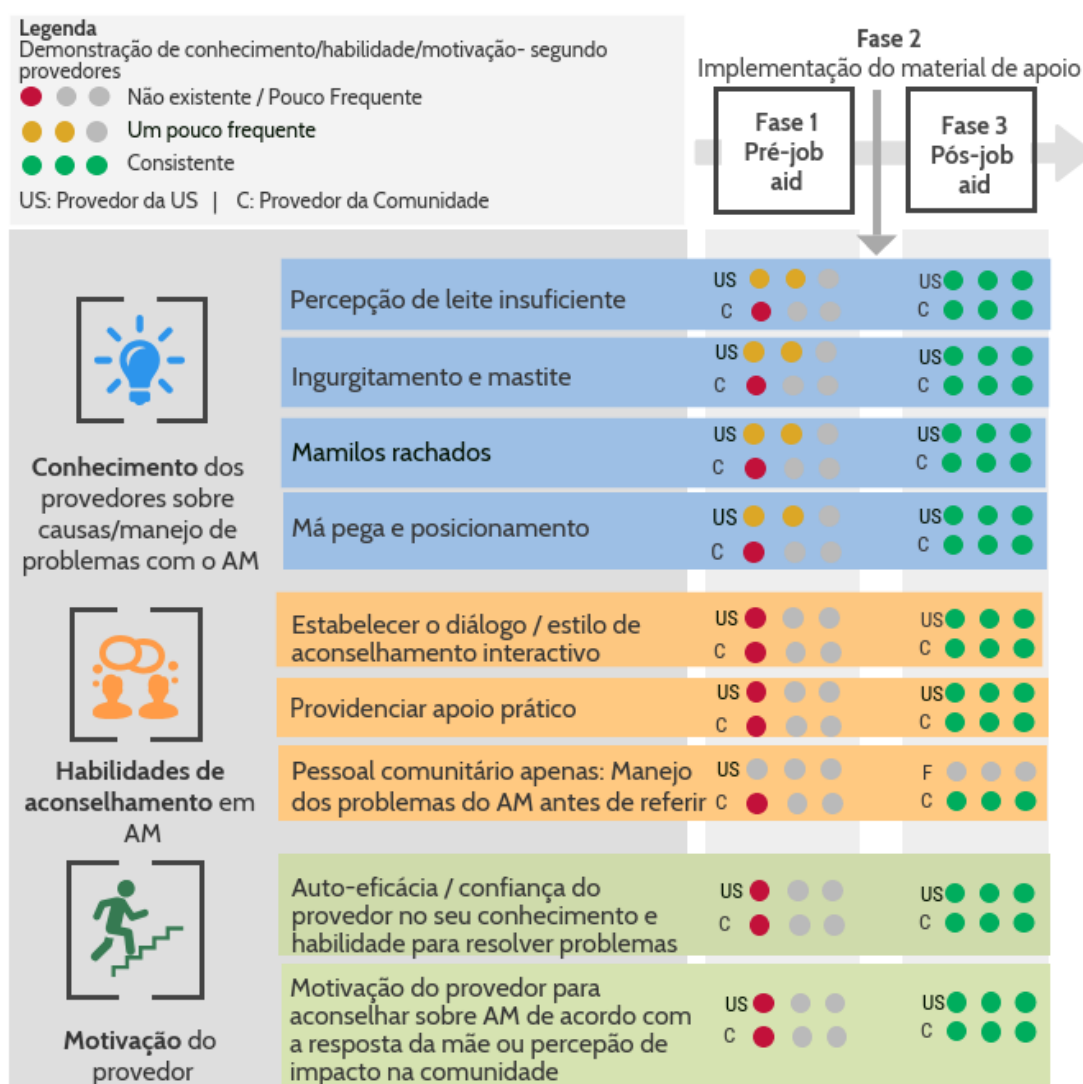 Legenda
Demonstração de conhecimento/habilidade/motivação- segundo
provedores
Não existente / Pouco Frequente
Um pouco frequente
Consistente
US: Provedor da US | C: Provedor da Comunidade
Fase 2
Implementação do material de apoio
Fase 1
Pré-job
aid
Fase 3
Pós-job
aid
Conhecimento dos
provedores sobre
causas/manejo de
problemas com o AM
Percepção de leite insuficiente
US
C
US
C
Ingurgitamento e mastite
US
C
US
C
Mamilos rachados
US
C
US
C
Má pega e posicionamento
US
C
US
C
Habilidades de
aconselhamento em
AM
Estabelecer o diálogo / estilo de
aconselhamento interactivo
US
C
US
C
Providenciar apoio prático
US
C
US
C
Pessoal comunitário apenas: Manejo
dos problemas do AM antes de referir
US
C
F
C
Motivação do
provedor
Auto-eficácia / confiança do
provedor no seu conhecimento e
habilidade para resolver problemas
US
C
US
C
Motivação do provedor para
aconselhar sobre AM de acordo com
a resposta da mãe ou percepão de
impacto na comunidade
US
C
US
C